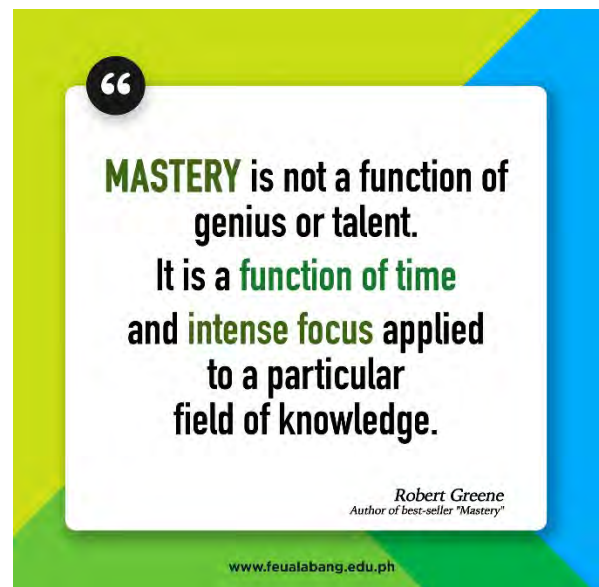 “
MASTERY is not a function of
genius or talent.
It is a function of time
and intense focus applied
to a particular
field of knowledge.
Robert Greene
Author of best-seller "Mastery"
www.feualabang.edu.ph